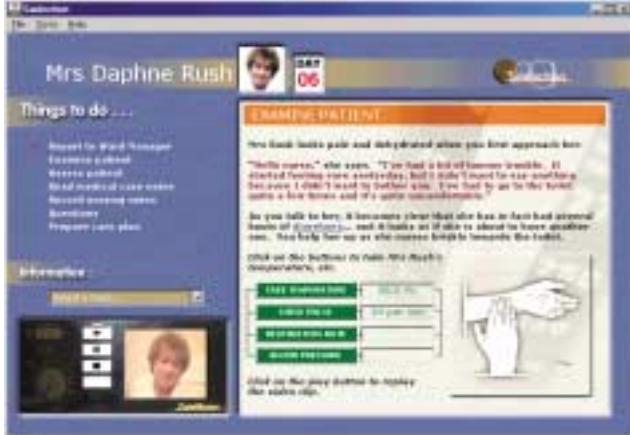 File
Help
Mrs Daphne Rush
DAY
06
Things to do ...
Report to Ward Manager
Examine patient
Assess patient
Read medical case notes
Record nursing notes
Questions
Prepare care plan
Information
EXAMINE PATIENT
Mrs Rush looks pale and dehydrated when you first approach her.
"Hello nurse," she says. "I've had a bit of bowel trouble. It
started feeling sore yesterday, but I didn't want to say anything
because I didn't want to bother you. I've had to go to the toilet
quite a few times and it's quite uncomfortable."
As you talk to her, it becomes clear that she has in fact had several
bouts of diarrhoea... and it looks as if she is about to have another
one. You help her up as she moves briskly towards the toilet.
Click on the buttons to take Mrs Rush's
temperature, etc.
TAKE TEMPERATURE
CHECK PULSE
RESPIRATION RATE
BLOOD PRESSURE
Click on the play button to replay
the video clip.